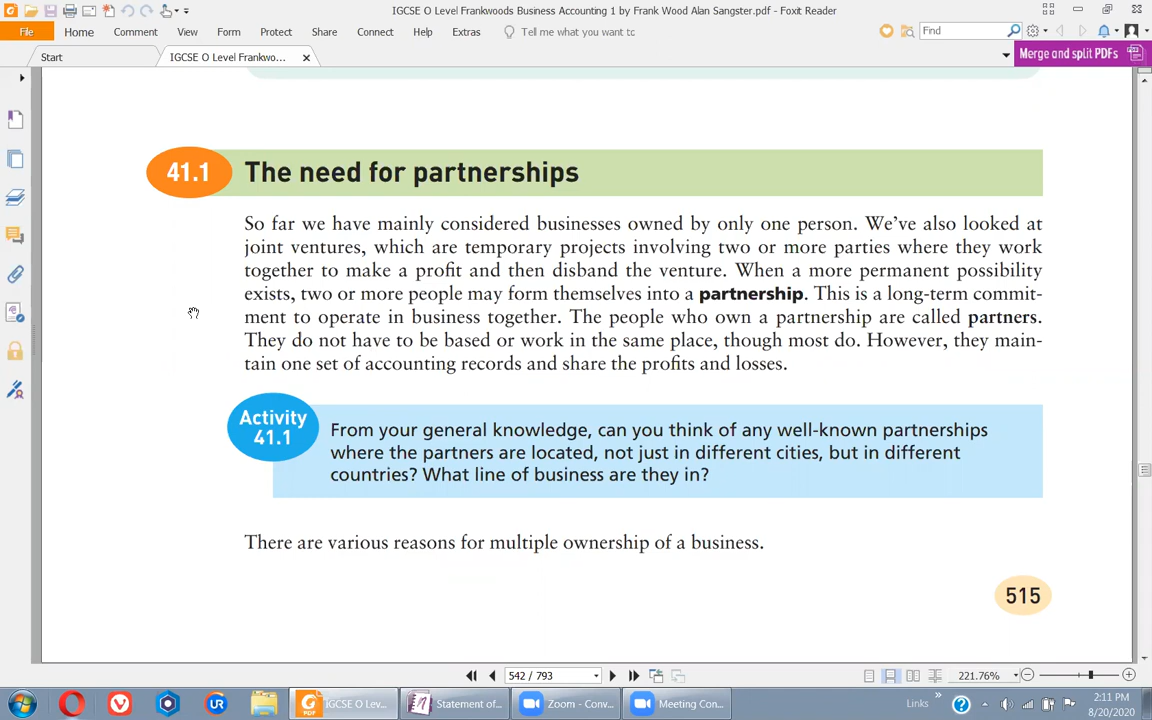 IGCSE O Level Frankwoods Business Accounting 1 by Frank Wood Alan Sangster.pdf - Foxit Reader
File Home Comment View Form Protect Share Connect Help Extras Tell me what you want to Find
Start IGCSE O Level Frankwo... Merge and split PDFs
41.1 The need for partnerships
So far we have mainly considered businesses owned by only one person. We've also looked at
joint ventures, which are temporary projects involving two or more parties where they work
together to make a profit and then disband the venture. When a more permanent possibility
exists, two or more people may form themselves into a partnership. This is a long-term commit-
ment to operate in business together. The people who own a partnership are called partners.
They do not have to be based or work in the same place, though most do. However, they main-
tain one set of accounting records and share the profits and losses.
Activity
41.1
From your general knowledge, can you think of any well-known partnerships
where the partners are located, not just in different cities, but in different
countries? What line of business are they in?
There are various reasons for multiple ownership of a business.
515
542 / 793 221.76%
UR IGCSE O Lev... Statement of... Zoom - Conv... Meeting Con... Links » 2:11 PM
8/20/2020